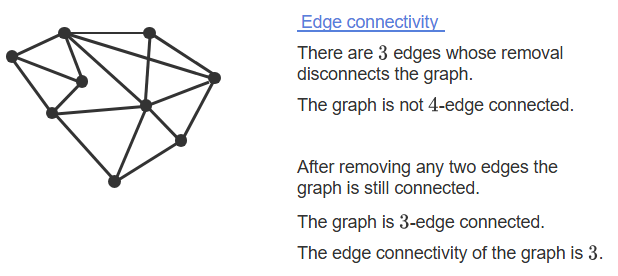 Edge connectivity
There are 3 edges whose removal
disconnects the graph.
The graph is not 4-edge connected.
After removing any two edges the
graph is still connected.
The graph is 3-edge connected.
The edge connectivity of the graph is 3.